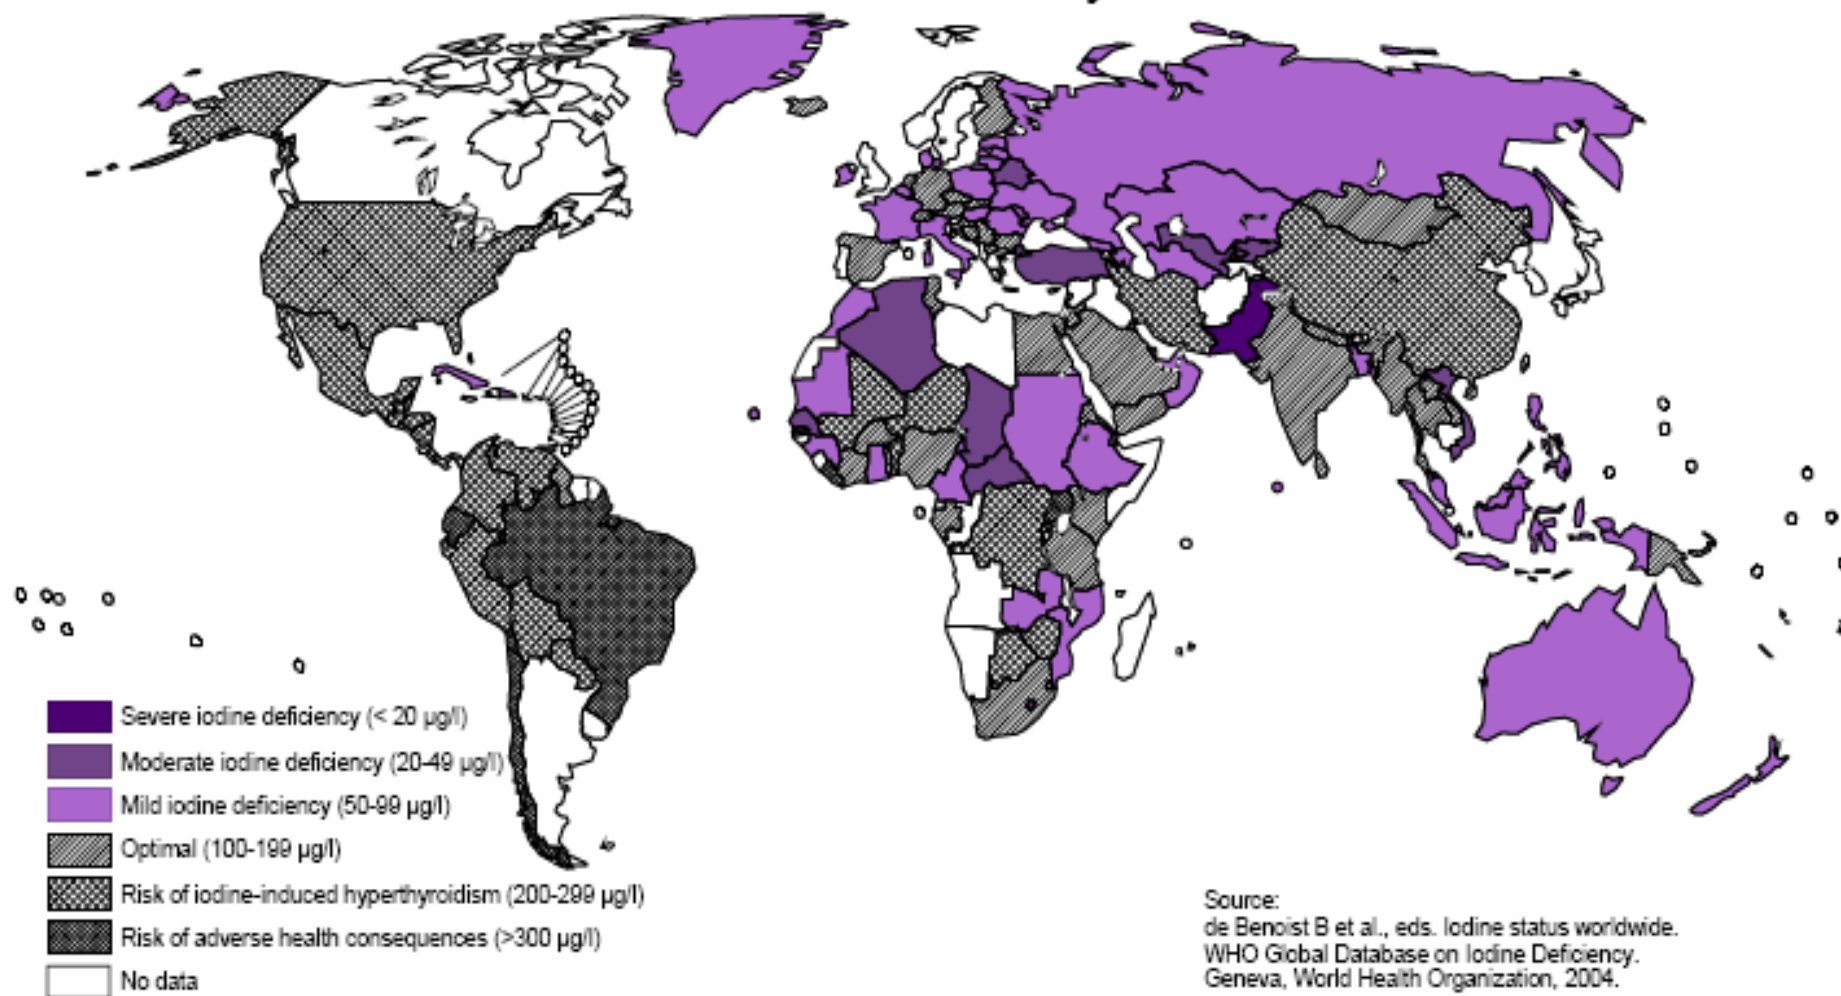 Severe iodine deficiency (< 20 µg/l)
Moderate iodine deficiency (20-49 µg/l)
Mild iodine deficiency (50-99 µg/l)
Optimal (100-199 µg/l)
Risk of iodine-induced hyperthyroidism (200-299 µg/l)
Risk of adverse health consequences (>300 µg/l)
No data
Source:
de Benoist B et al., eds. Iodine status worldwide.
WHO Global Database on Iodine Deficiency.
Geneva, World Health Organization, 2004.